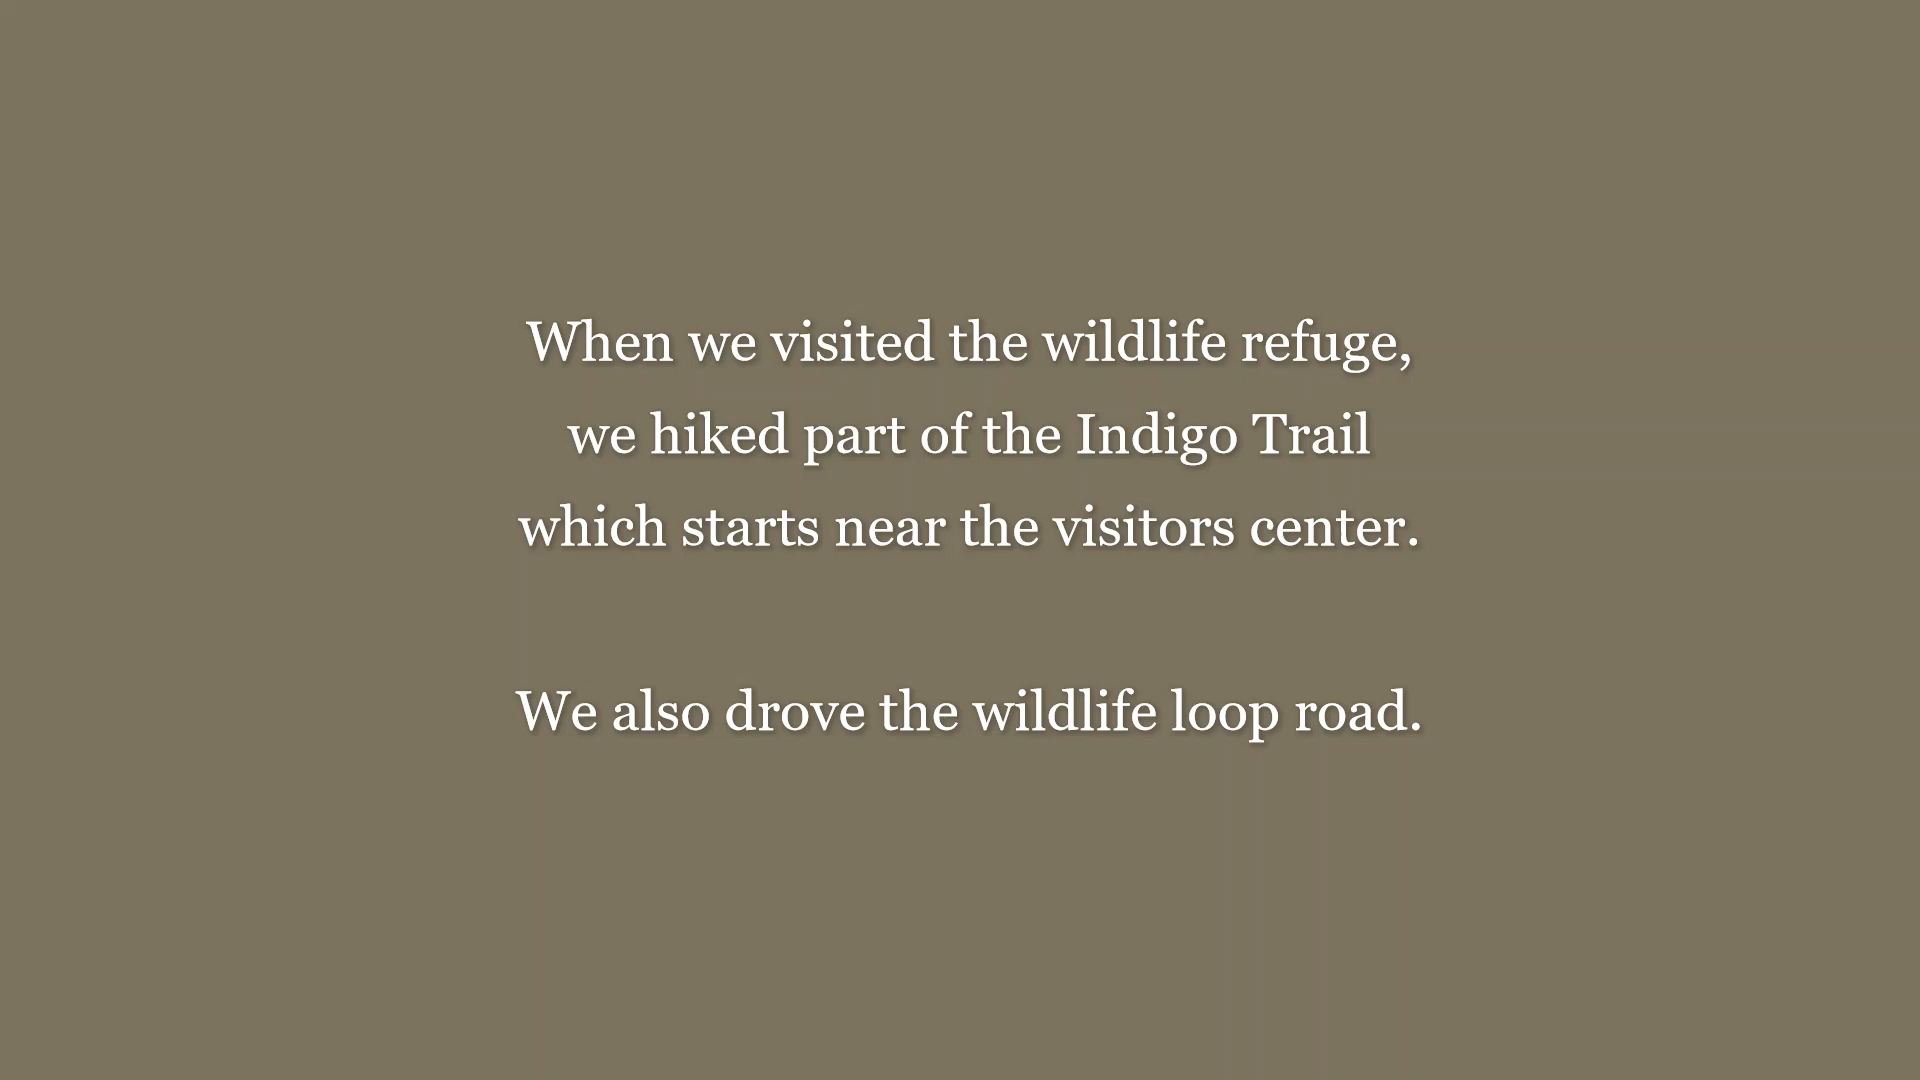 When we visited the wildlife refuge,
we hiked part of the Indigo Trail
which starts near the visitors center.
We also drove the wildlife loop road.